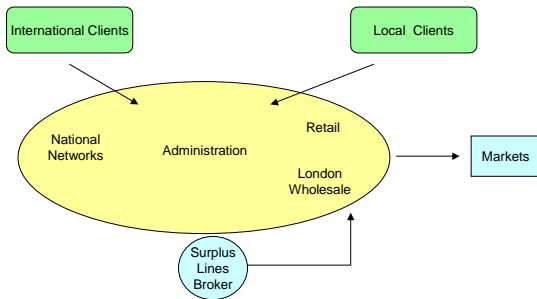 International Clients
Local Clients
National
Networks
Administration
Retail
London
Wholesale
Markets
Surplus
Lines
Broker